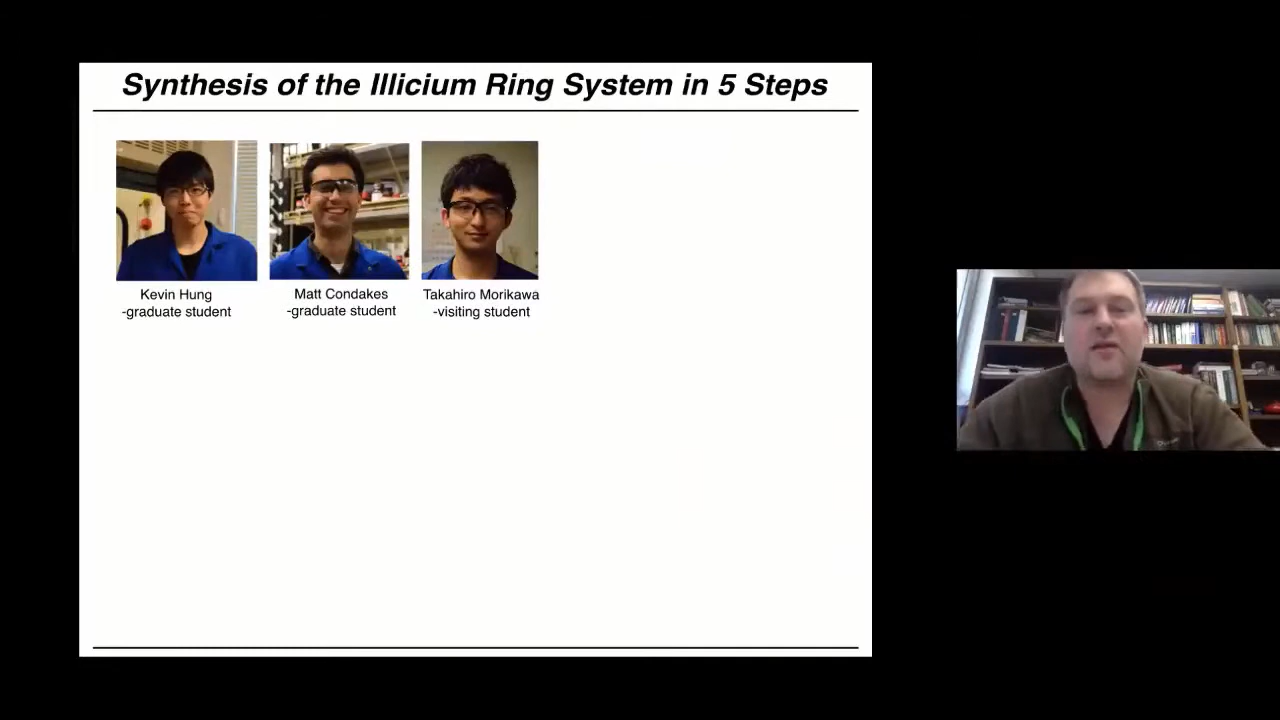 Synthesis of the Illicium Ring System in 5 Steps
Kevin Hung
-graduate student
Matt Condakes
-graduate student
Takahiro Morikawa
-visiting student